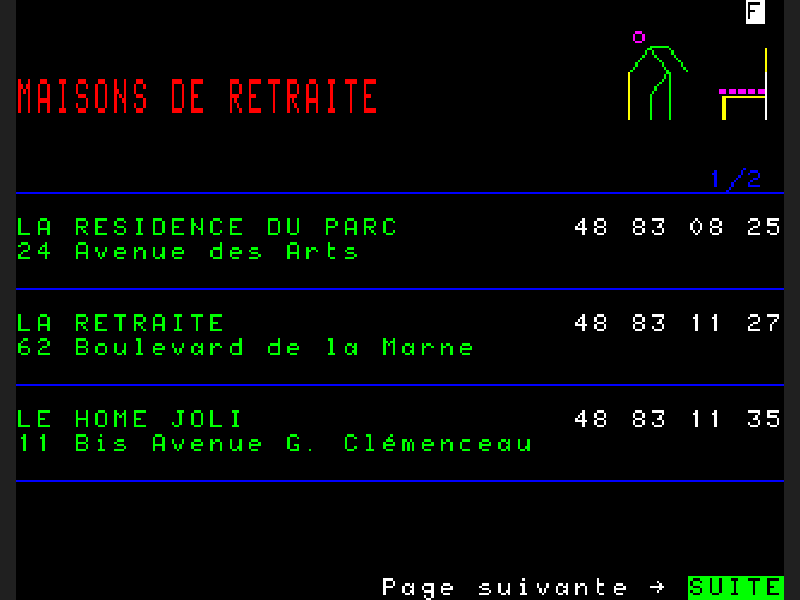 F
MAISONS DE RETRAITE
1/2
LA RESIDENCE DU PARC 48 83 08 25
24 Avenue des Arts
LA RETRAITE 48 83 11 27
62 Boulevard de la Marne
LE HOME JOLI 48 83 11 35
11 Bis Avenue G. Clémenceau
Page suivante → SUITE